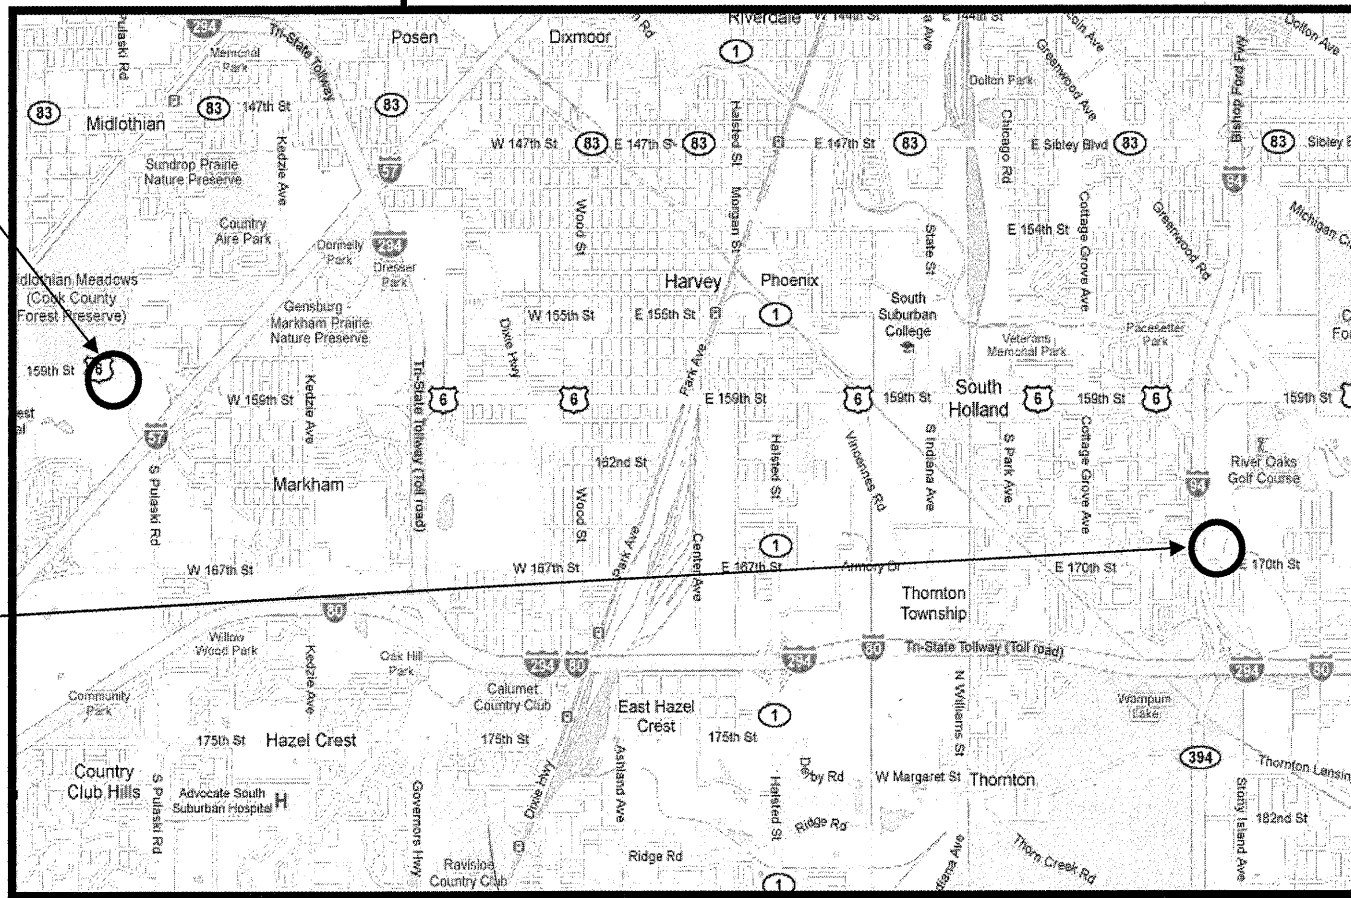 Riverdale
W 144th St
E 144th St
Dolton Ave
Pulaski Rd
294
Tri-State Tollway
Posen
Dixmoor
1
Greenwood Ave
Bishop Ford Fwy
Memorial
Park
Dolton Park
83
83
147th St
83
Midlothian
Kedzie Ave
W 147th St
83
E 147th St
83
Halsted St
E 147th St
83
Chicago Rd
E Sibley Blvd
83
83
Sundrop Prairie
Nature Preserve
57
94
Country
Aire Park
Donnelly
Park
294
Dresser
Park
Wood St
Morgan St
State St
E 154th St
Cottage Grove Ave
Greenwood Rd
Midlothian Meadows
(Cook County
Forest Preserve)
Harvey
Phoenix
Gensburg
Markham Prairie
Nature Preserve
Dixie Hwy
W 155th St
E 155th St
1
South
Suburban
College
Veterans
Memorial Park
Pacesetter
Park
159th St
6
Kedzie Ave
W 159th St
Tri-State Tollway (Toll road)
6
6
Park Ave
E 159th St
6
159th St
South
Holland
6
159th St
6
159th St
57
S Pulaski Rd
Markham
162nd St
Wood St
Halsted St
Vincennes Rd
S Indiana Ave
S Park Ave
Cottage Grove Ave
94
River Oaks
Golf Course
W 167th St
W 167th St
Park Ave
Center Ave
1
E 167th St
Armory Dr
E 170th St
E 170th St
80
Thornton
Township
Willow
Wood Park
Kedzie Ave
Oak Hill
Park
294
80
294
80
Tri-State Tollway (Toll road)
294
80
Community
Park
Calumet
Country Club
East Hazel
Crest
N Williams St
Wampum
Lake
175th St
Hazel Crest
175th St
1
175th St
394
Thornton Lansing
Country
Club Hills
S Pulaski Rd
Advocate South
Suburban Hospital
H
Governors Hwy
Dixie Hwy
Ashland Ave
Halsted St
Derby Rd
W Margaret St
Thornton
Stony Island Ave
182nd St
Ridge Rd
Ravisloe
Country Club
Ridge Rd
1
Thorn Creek Rd